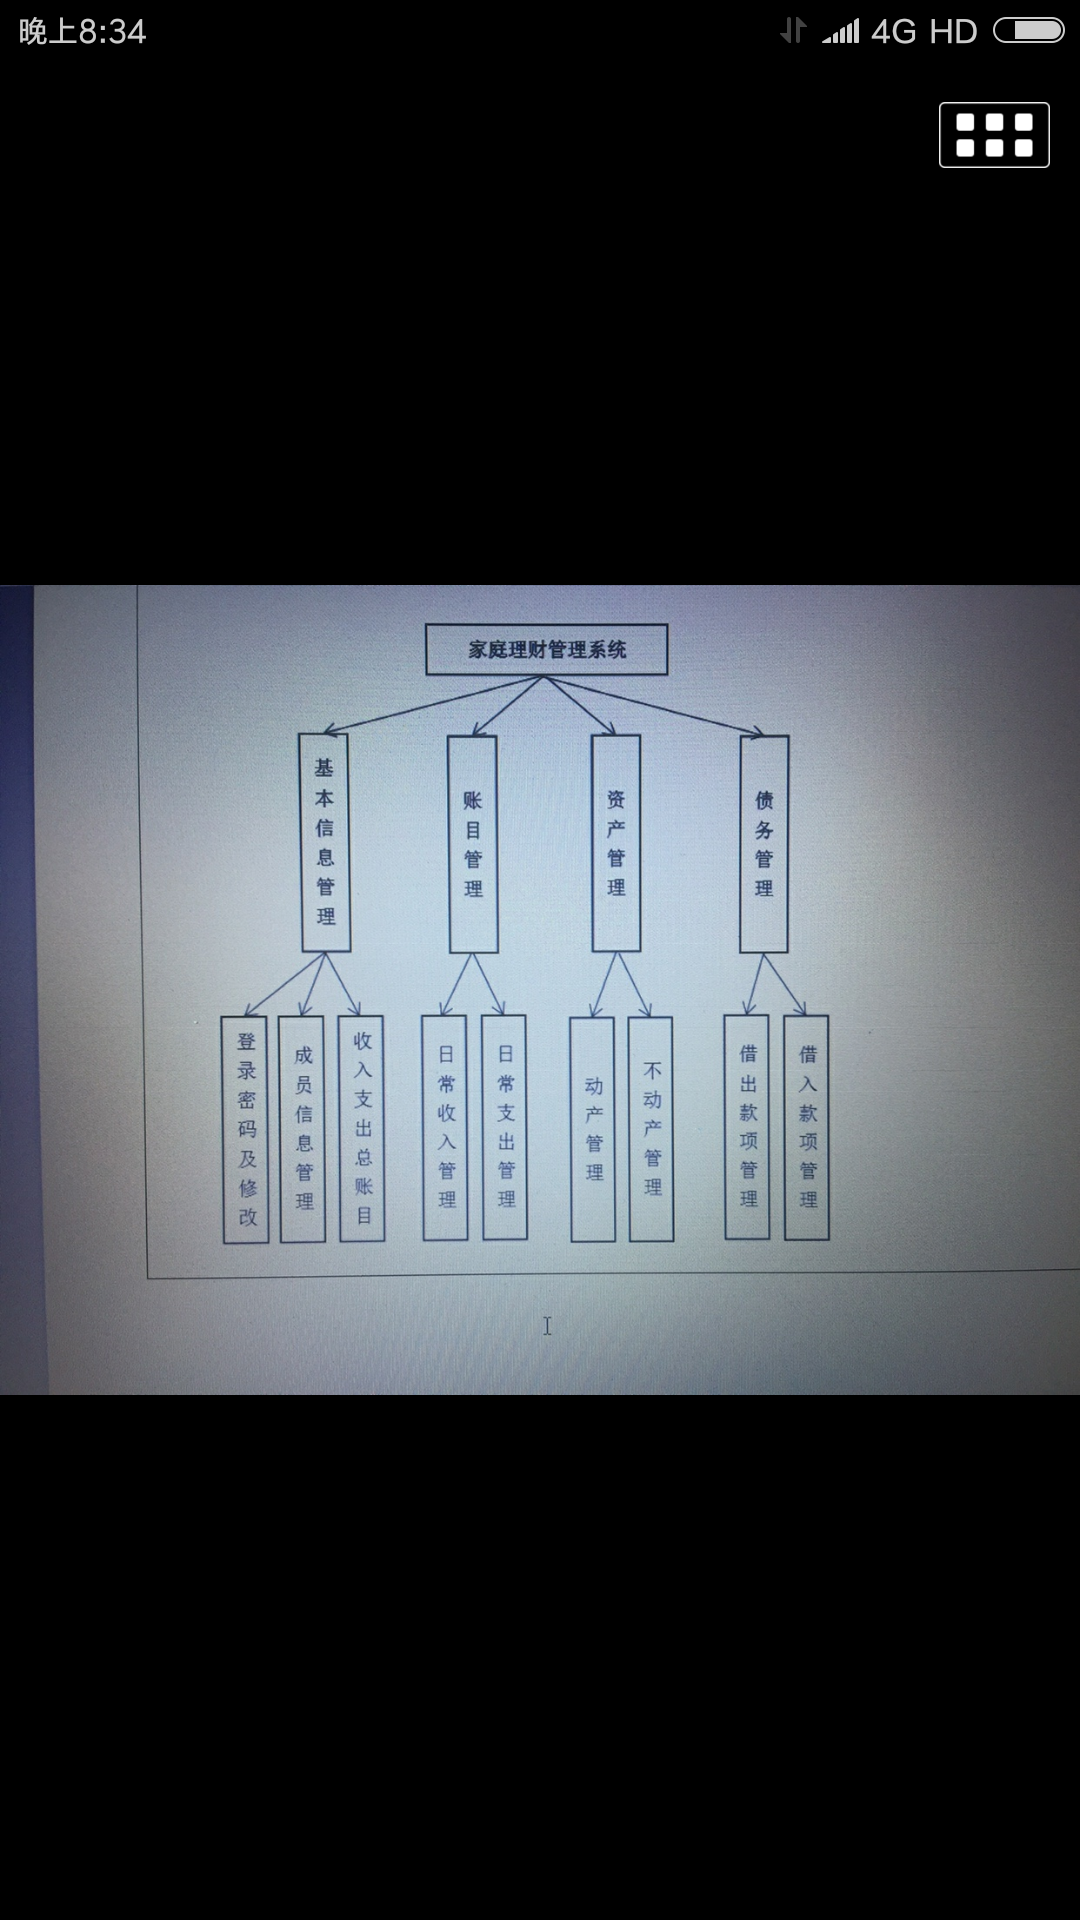 晚上8:34
4G HD
家庭理财管理系统
基本信息管理
账目管理
资产管理
债务管理
登录密码及修改
成员信息管理
收入支出总账目
日常收入管理
日常支出管理
动产管理
不动产管理
借出款项管理
借入款项管理